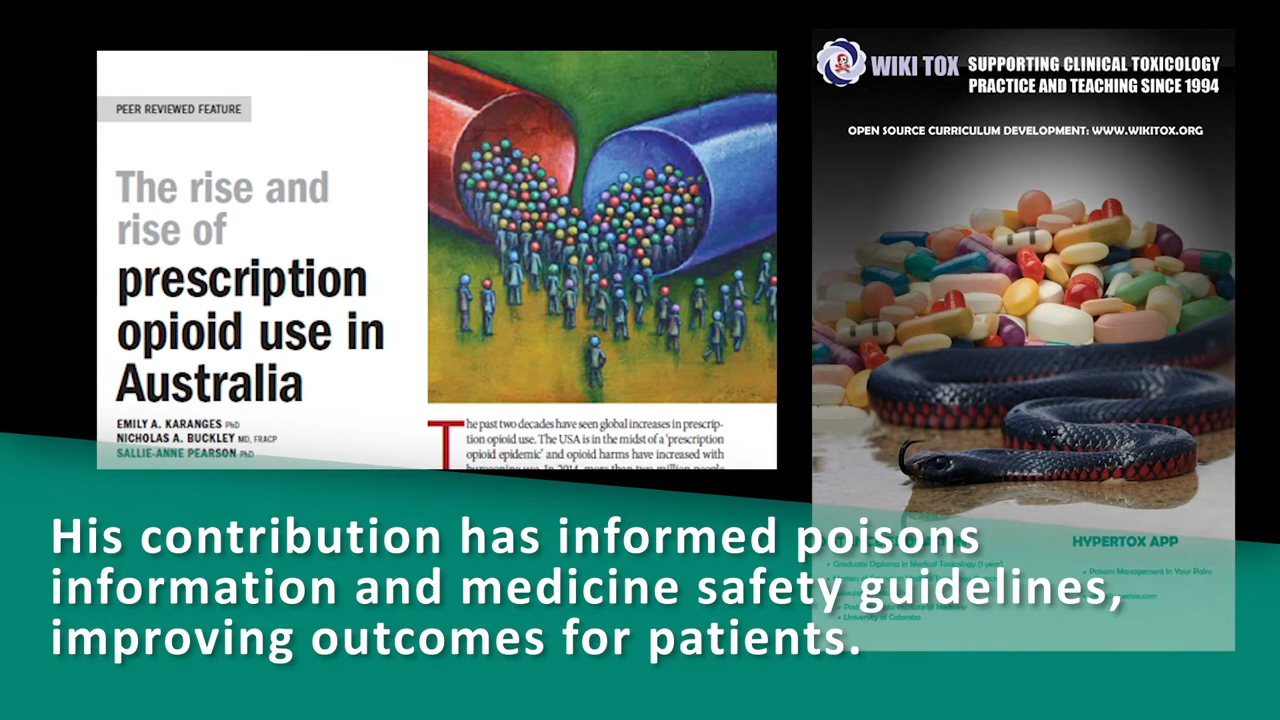 PEER REVIEWED FEATURE
The rise and
rise of
prescription
opioid use in
Australia
EMILY A. KARANGES PhD
NICHOLAS A. BUCKLEY MD, FRACP
SALLIE-ANNE PEARSON PhD
The past two decades have seen global increases in prescrip-
tion opioid use. The USA is in the midst of a 'prescription
opioid epidemic' and opioid harms have increased with
WIKI TOX
SUPPORTING CLINICAL TOXICOLOGY
PRACTICE AND TEACHING SINCE 1994
OPEN SOURCE CURRICULUM DEVELOPMENT: WWW.WIKITOX.ORG
Graduate Diploma in Medical Toxicology (1 year)
University of Colombo
HYPERTOX APP
Poison Management In Your Palm
His contribution has informed poisons
information and medicine safety guidelines,
improving outcomes for patients.